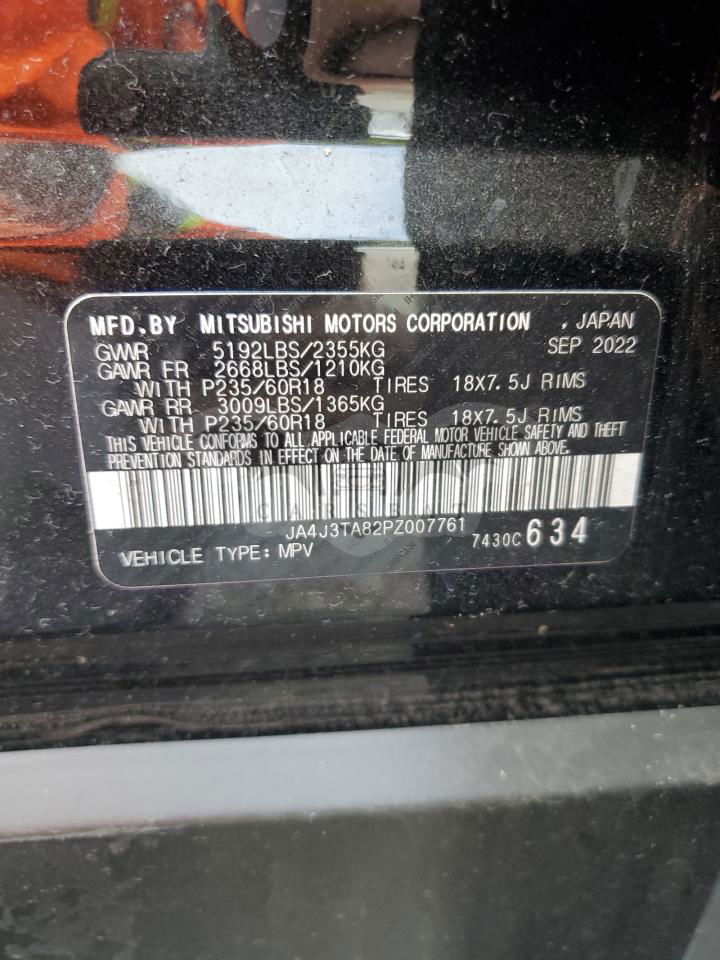 MFD.BY MITSUBISHI MOTORS CORPORATION , JAPAN
GVWR 5192LBS/2355KG SEP 2022
GAWR FR 2668LBS/1210KG
WITH P235/60R18 TIRES 18X7.5J RIMS
GAWR RR 3009LBS/1365KG
WITH P235/60R18 TIRES 18X7.5J RIMS
THIS VEHICLE CONFORMS TO ALL APPLICABLE FEDERAL MOTOR VEHICLE SAFETY AND THEFT
PREVENTION STANDARDS IN EFFECT ON THE DATE OF MANUFACTURE SHOWN ABOVE.
JA4J3TA82PZ007761
VEHICLE TYPE:MPV 7430C 634